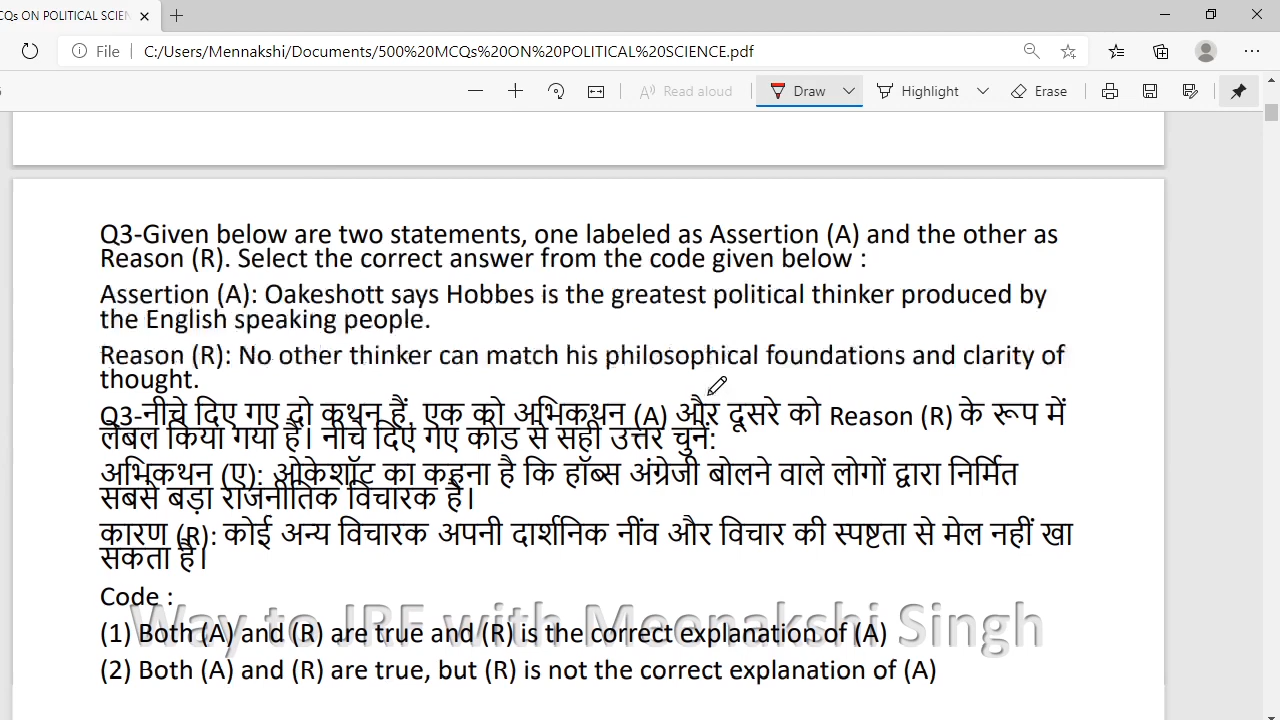 CQs ON POLITICAL SCIEN
File C:/Users/Mennakshi/Documents/500%20MCQs%20ON%20POLITICAL%20SCIENCE.pdf
Read aloud Draw Highlight Erase
Q3-Given below are two statements, one labeled as Assertion (A) and the other as
Reason (R). Select the correct answer from the code given below :
Assertion (A): Oakeshott says Hobbes is the greatest political thinker produced by
the English speaking people.
Reason (R): No other thinker can match his philosophical foundations and clarity of
thought.
Q3-नीचे दिए गए दो कथन हैं, एक को अभिकथन (A) और दूसरे को Reason (R) के रूप में
लेबल किया गया है। नीचे दिए गए कोड से सही उत्तर चुनें:
अभिकथन (ए): ओकेशॉट का कहना है कि हॉब्स अंग्रेजी बोलने वाले लोगों द्वारा निर्मित
सबसे बड़ा राजनीतिक विचारक है।
कारण (R): कोई अन्य विचारक अपनी दार्शनिक नींव और विचार की स्पष्टता से मेल नहीं खा
सकता है।
Code :
Way to JRF with Meenakshi Singh
(1) Both (A) and (R) are true and (R) is the correct explanation of (A)
(2) Both (A) and (R) are true, but (R) is not the correct explanation of (A)